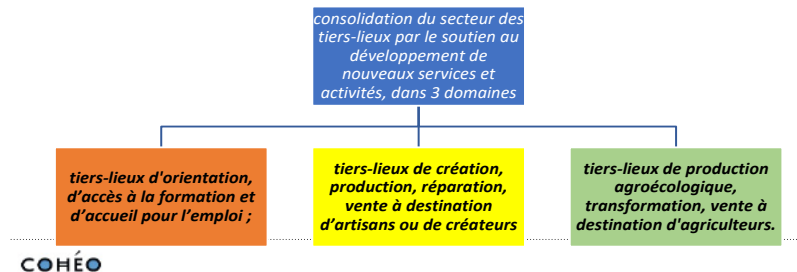 consolidation du secteur des
tiers-lieux par le soutien au
développement de
nouveaux services et
activités, dans 3 domaines
tiers-lieux d'orientation,
d’accès à la formation et
d’accueil pour l’emploi ;
tiers-lieux de création,
production, réparation,
vente à destination
d’artisans ou de créateurs
tiers-lieux de production
agroécologique,
transformation, vente à
destination d'agriculteurs.
COHÉO